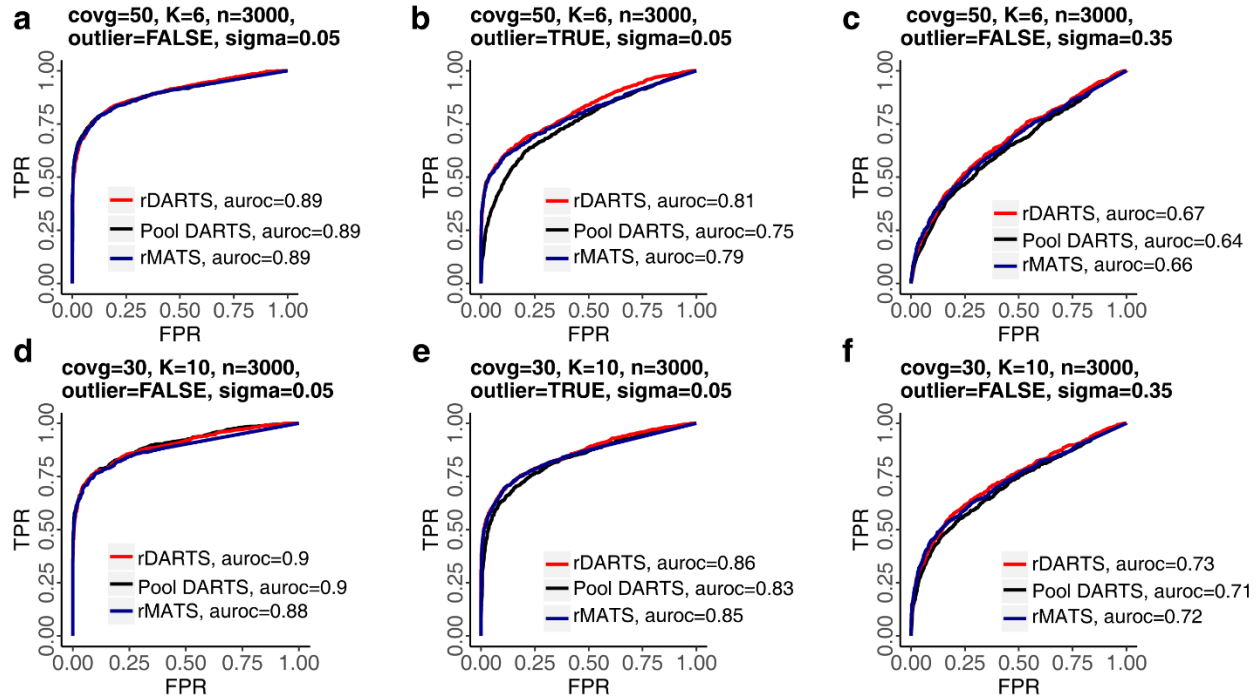 a
covg=50, K=6, n=3000,
outlier=FALSE, sigma=0.05
TPR
1.00
0.75
0.50
0.25
0.00
rDARTS, auroc=0.89
Pool DARTS, auroc=0.89
rMATS, auroc=0.89
0.00 0.25 0.50 0.75 1.00
FPR
b
covg=50, K=6, n=3000,
outlier=TRUE, sigma=0.05
TPR
1.00
0.75
0.50
0.25
0.00
rDARTS, auroc=0.81
Pool DARTS, auroc=0.75
rMATS, auroc=0.79
0.00 0.25 0.50 0.75 1.00
FPR
c
covg=50, K=6, n=3000,
outlier=FALSE, sigma=0.35
TPR
1.00
0.75
0.50
0.25
0.00
rDARTS, auroc=0.67
Pool DARTS, auroc=0.64
rMATS, auroc=0.66
0.00 0.25 0.50 0.75 1.00
FPR
d
covg=30, K=10, n=3000,
outlier=FALSE, sigma=0.05
TPR
1.00
0.75
0.50
0.25
0.00
rDARTS, auroc=0.9
Pool DARTS, auroc=0.9
rMATS, auroc=0.88
0.00 0.25 0.50 0.75 1.00
FPR
e
covg=30, K=10, n=3000,
outlier=TRUE, sigma=0.05
TPR
1.00
0.75
0.50
0.25
0.00
rDARTS, auroc=0.86
Pool DARTS, auroc=0.83
rMATS, auroc=0.85
0.00 0.25 0.50 0.75 1.00
FPR
f
covg=30, K=10, n=3000,
outlier=FALSE, sigma=0.35
TPR
1.00
0.75
0.50
0.25
0.00
rDARTS, auroc=0.73
Pool DARTS, auroc=0.71
rMATS, auroc=0.72
0.00 0.25 0.50 0.75 1.00
FPR